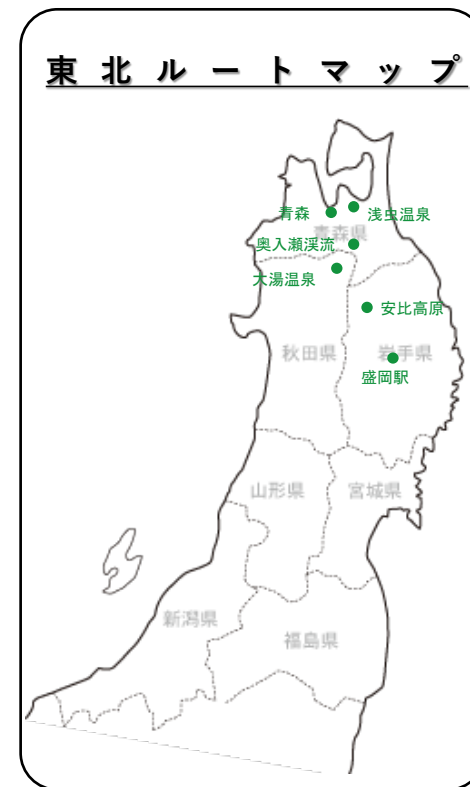 東北ルートマップ
青森
浅虫温泉
青森県
奥入瀬渓流
大湯温泉
安比高原
秋田県
岩手県
盛岡駅
山形県
宮城県
新潟県
福島県